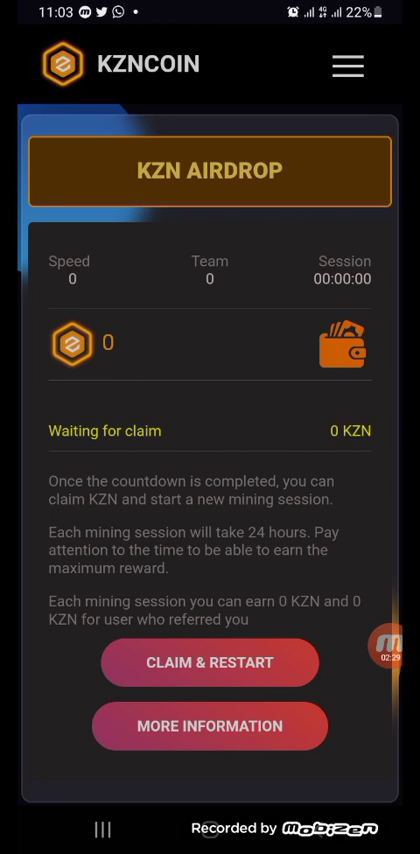 11:03 22%
KZNCOIN
KZN AIRDROP
Speed Team Session
0 0 00:00:00
0
Waiting for claim 0 KZN
Once the countdown is completed, you can
claim KZN and start a new mining session.
Each mining session will take 24 hours. Pay
attention to the time to be able to earn the
maximum reward.
Each mining session you can earn 0 KZN and 0
KZN for user who referred you
02:29
CLAIM & RESTART
MORE INFORMATION
Recorded by Mobizen